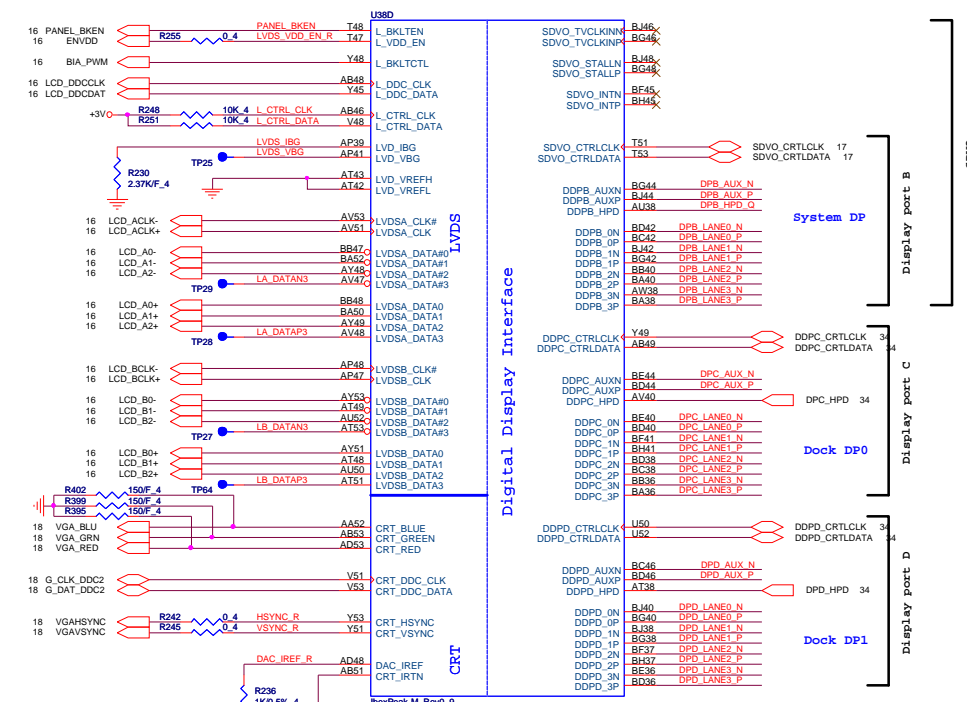 U38D
16 PANEL_BKEN PANEL_BKEN T48 L_BKLTEN
16 ENVDD R255 0_4 LVDS_VDD_EN_R T47 L_VDD_EN
16 BIA_PWM Y48 L_BKLTCTL
16 LCD_DDCCLK AB48 L_DDC_CLK
16 LCD_DDCDAT Y45 L_DDC_DATA
+3V R248 10K_4 L_CTRL_CLK AB46 L_CTRL_CLK
R251 10K_4 L_CTRL_DATA V48 L_CTRL_DATA
LVDS_IBG AP39 LVD_IBG
TP25 LVDS_VBG AP41 LVD_VBG
R230
2.37K/F_4
AT43 LVD_VREFH
AT42 LVD_VREFL
16 LCD_ACLK- AV53 LVDSA_CLK#
16 LCD_ACLK+ AV51 LVDSA_CLK
16 LCD_A0- BB47 LVDSA_DATA#0
16 LCD_A1- BA52 LVDSA_DATA#1
16 LCD_A2- AY48 LVDSA_DATA#2
TP29 LA_DATAN3 AV47 LVDSA_DATA#3
16 LCD_A0+ BB48 LVDSA_DATA0
16 LCD_A1+ BA50 LVDSA_DATA1
16 LCD_A2+ AY49 LVDSA_DATA2
TP28 LA_DATAP3 AV48 LVDSA_DATA3
16 LCD_BCLK- AP48 LVDSB_CLK#
16 LCD_BCLK+ AP47 LVDSB_CLK
16 LCD_B0- AY53 LVDSB_DATA#0
16 LCD_B1- AT49 LVDSB_DATA#1
16 LCD_B2- AU52 LVDSB_DATA#2
TP27 LB_DATAN3 AT53 LVDSB_DATA#3
16 LCD_B0+ AY51 LVDSB_DATA0
16 LCD_B1+ AT48 LVDSB_DATA1
16 LCD_B2+ AU50 LVDSB_DATA2
TP64 LB_DATAP3 AT51 LVDSB_DATA3
R402 150/F_4
R399 150/F_4
R395 150/F_4
18 VGA_BLU AA52 CRT_BLUE
18 VGA_GRN AB53 CRT_GREEN
18 VGA_RED AD53 CRT_RED
18 G_CLK_DDC2 V51 CRT_DDC_CLK
18 G_DAT_DDC2 V53 CRT_DDC_DATA
18 VGAHSYNC R242 0_4 HSYNC_R Y53 CRT_HSYNC
18 VGAVSYNC R245 0_4 VSYNC_R Y51 CRT_VSYNC
DAC_IREF_R AD48 DAC_IREF
AB51 CRT_IRTN
R236
1K/0.5%_4
IbexPeak-M_Rev0_9
LVDS
CRT
Digital Display Interface
SDVO_TVCLKINN BJ46
SDVO_TVCLKINP BG46
SDVO_STALLN BJ48
SDVO_STALLP BG48
SDVO_INTN BF45
SDVO_INTP BH45
SDVO_CTRLCLK T51 SDVO_CRTLCLK 17
SDVO_CTRLDATA T53 SDVO_CRTLDATA 17
DDPB_AUXN BG44 DPB_AUX_N
DDPB_AUXP BJ44 DPB_AUX_P
DDPB_HPD AU38 DPB_HPD_Q
DDPB_0N BD42 DPB_LANE0_N
DDPB_0P BC42 DPB_LANE0_P
DDPB_1N BJ42 DPB_LANE1_N
DDPB_1P BG42 DPB_LANE1_P
DDPB_2N BB40 DPB_LANE2_N
DDPB_2P BA40 DPB_LANE2_P
DDPB_3N AW38 DPB_LANE3_N
DDPB_3P BA38 DPB_LANE3_P
System DP
Display port B
DDPC_CTRLCLK Y49 DDPC_CRTLCLK 34
DDPC_CTRLDATA AB49 DDPC_CRTLDATA 34
DDPC_AUXN BE44 DPC_AUX_N
DDPC_AUXP BD44 DPC_AUX_P
DDPC_HPD AV40 DPC_HPD 34
DDPC_0N BE40 DPC_LANE0_N
DDPC_0P BD40 DPC_LANE0_P
DDPC_1N BF41 DPC_LANE1_N
DDPC_1P BH41 DPC_LANE1_P
DDPC_2N BD38 DPC_LANE2_N
DDPC_2P BC38 DPC_LANE2_P
DDPC_3N BB36 DPC_LANE3_N
DDPC_3P BA36 DPC_LANE3_P
Dock DP0
Display port C
DDPD_CTRLCLK U50 DDPD_CRTLCLK 34
DDPD_CTRLDATA U52 DDPD_CRTLDATA 34
DDPD_AUXN BC46 DPD_AUX_N
DDPD_AUXP BD46 DPD_AUX_P
DDPD_HPD AT38 DPD_HPD 34
DDPD_0N BJ40 DPD_LANE0_N
DDPD_0P BG40 DPD_LANE0_P
DDPD_1N BJ38 DPD_LANE1_N
DDPD_1P BG38 DPD_LANE1_P
DDPD_2N BF37 DPD_LANE2_N
DDPD_2P BH37 DPD_LANE2_P
DDPD_3N BE36 DPD_LANE3_N
DDPD_3P BD36 DPD_LANE3_P
Dock DP1
Display port D